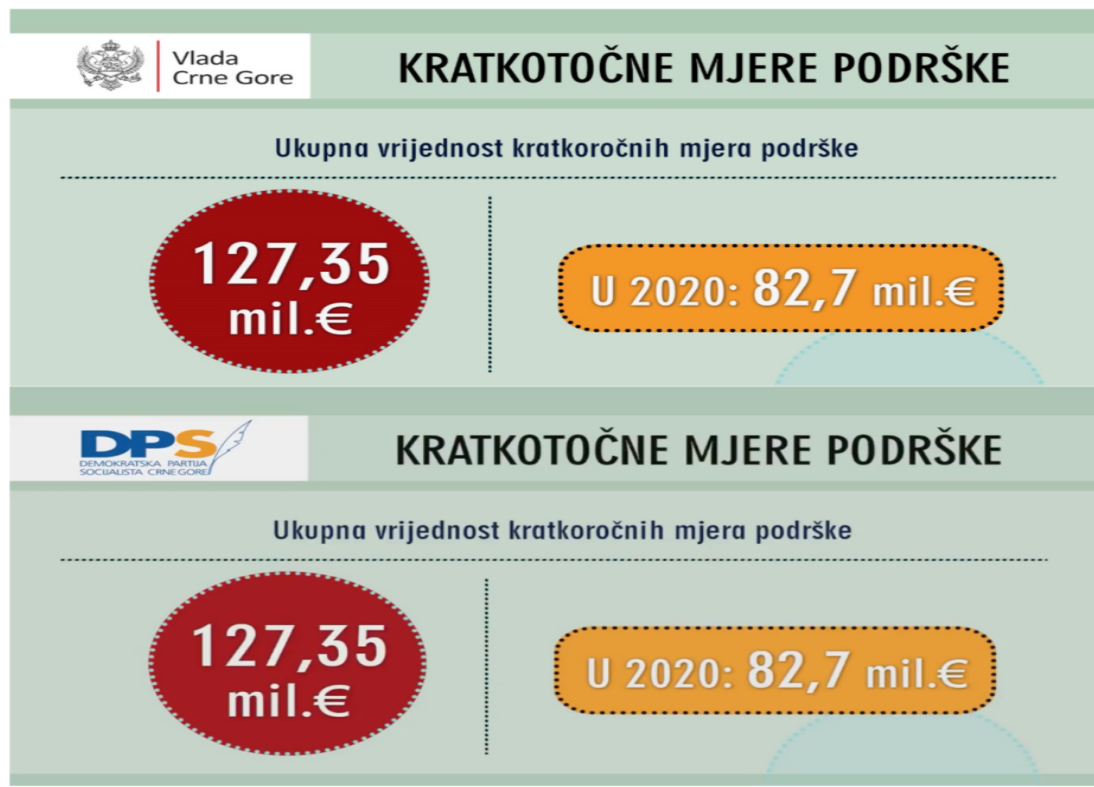 Vlada
Crne Gore
KRATKOTOČNE MJERE PODRŠKE
Ukupna vrijednost kratkoročnih mjera podrške
127,35
mil.€
U 2020: 82,7 mil.€
DPS
DEMOKRATSKA PARTIJA
SOCIJALISTA CRNE GORE
KRATKOTOČNE MJERE PODRŠKE
Ukupna vrijednost kratkoročnih mjera podrške
127,35
mil.€
U 2020: 82,7 mil.€